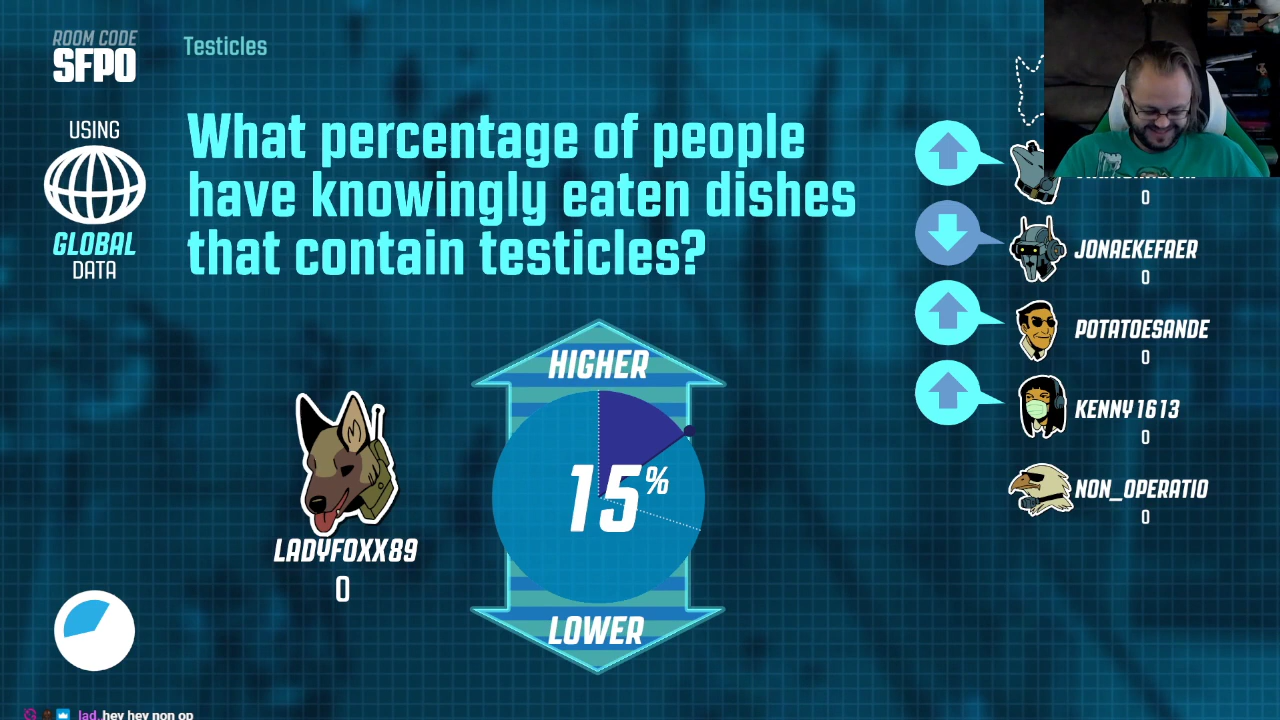 ROOM CODE
SFPO
Testicles
USING
GLOBAL
DATA
What percentage of people
have knowingly eaten dishes
that contain testicles?
HIGHER
15%
LOWER
LADYFOXX89
0
0
JONAEKEFAER
0
POTATOESANDE
0
KENNY1613
0
NON_OPERATIO
0
lad.hey hey non op